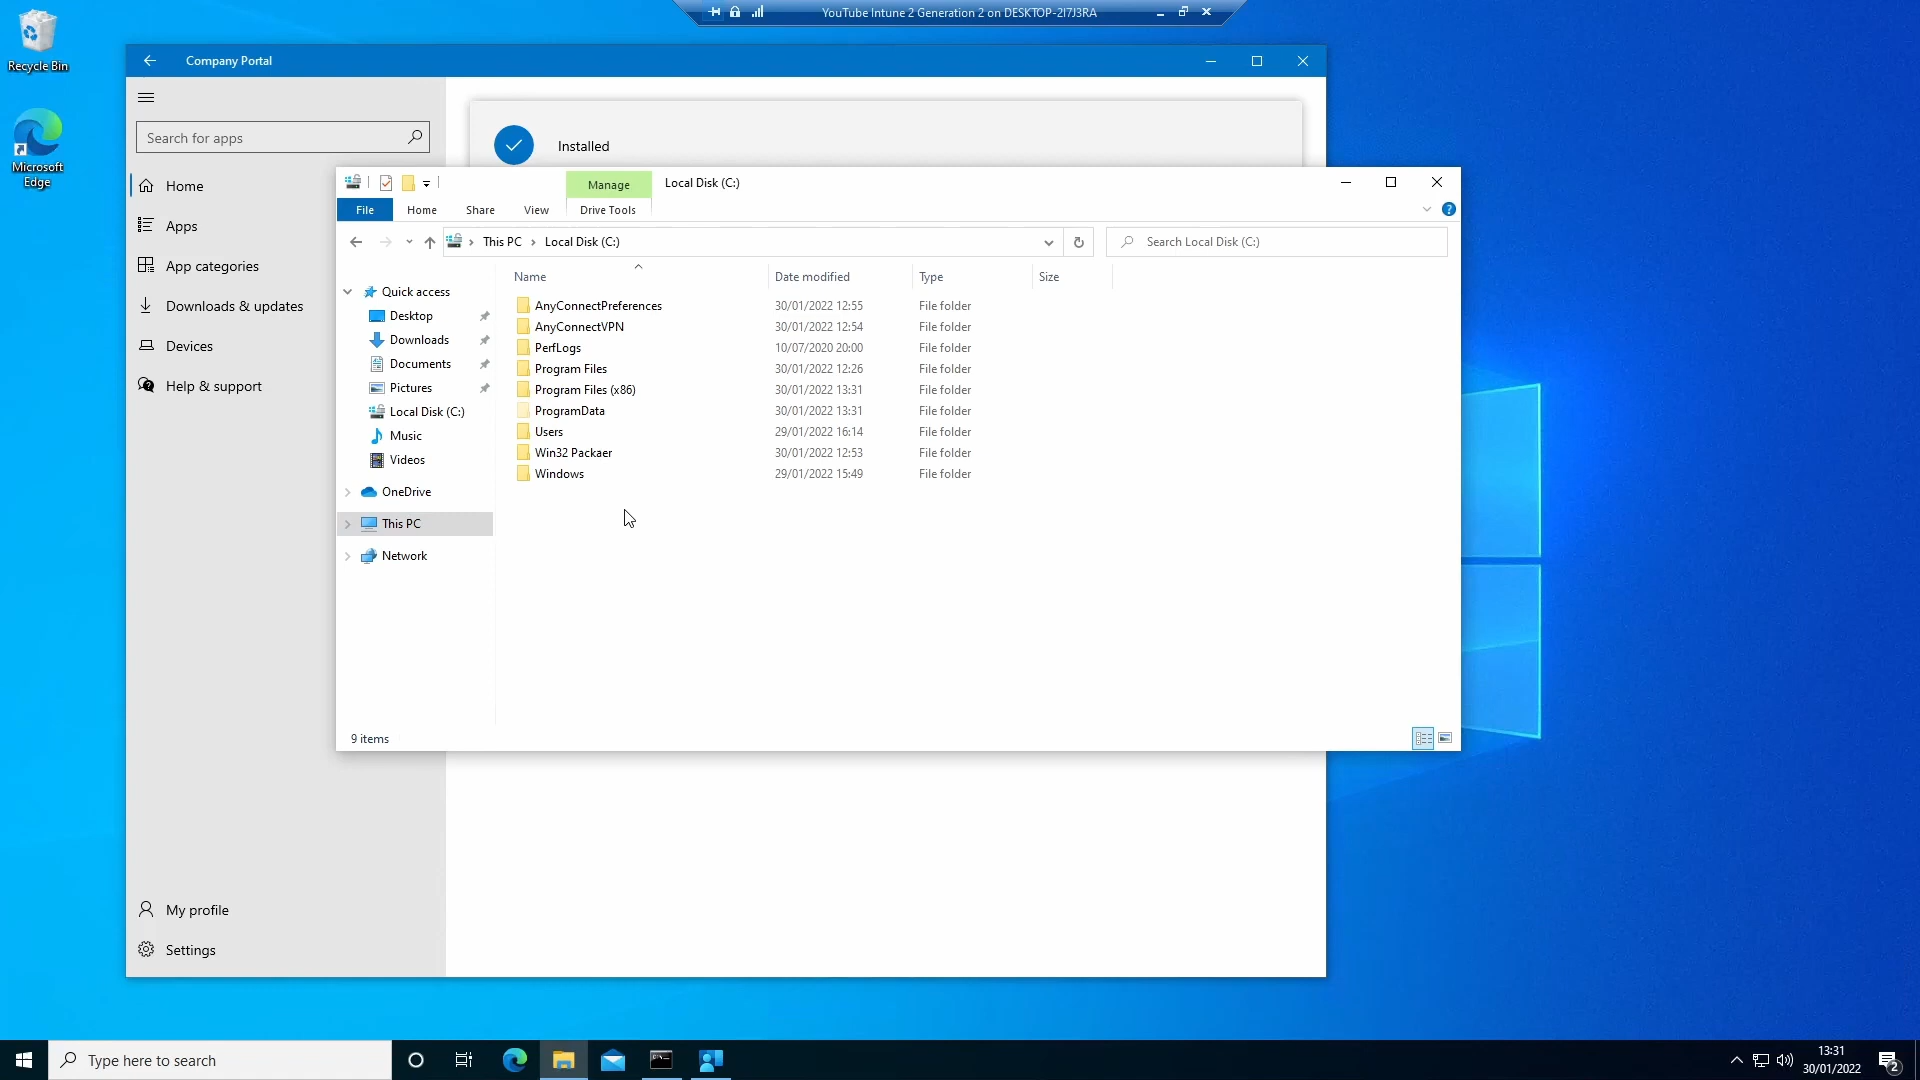 YouTube Intune 2 Generation 2 on DESKTOP-2I7J3RA
Recycle Bin
Microsoft
Edge
Company Portal
Search for apps
Home
Apps
App categories
Downloads & updates
Devices
Help & support
My profile
Settings
Installed
Manage
Local Disk (C:)
File
Home
Share
View
Drive Tools
This PC
Local Disk (C:)
Search Local Disk (C:)
Quick access
Desktop
Downloads
Documents
Pictures
Local Disk (C:)
Music
Videos
OneDrive
This PC
Network
Name Date modified Type Size
AnyConnectPreferences 30/01/2022 12:55 File folder
AnyConnectVPN 30/01/2022 12:54 File folder
PerfLogs 10/07/2020 20:00 File folder
Program Files 30/01/2022 12:26 File folder
Program Files (x86) 30/01/2022 13:31 File folder
ProgramData 30/01/2022 13:31 File folder
Users 29/01/2022 16:14 File folder
Win32 Packaer 30/01/2022 12:53 File folder
Windows 29/01/2022 15:49 File folder
9 items
Type here to search
13:31
30/01/2022
2